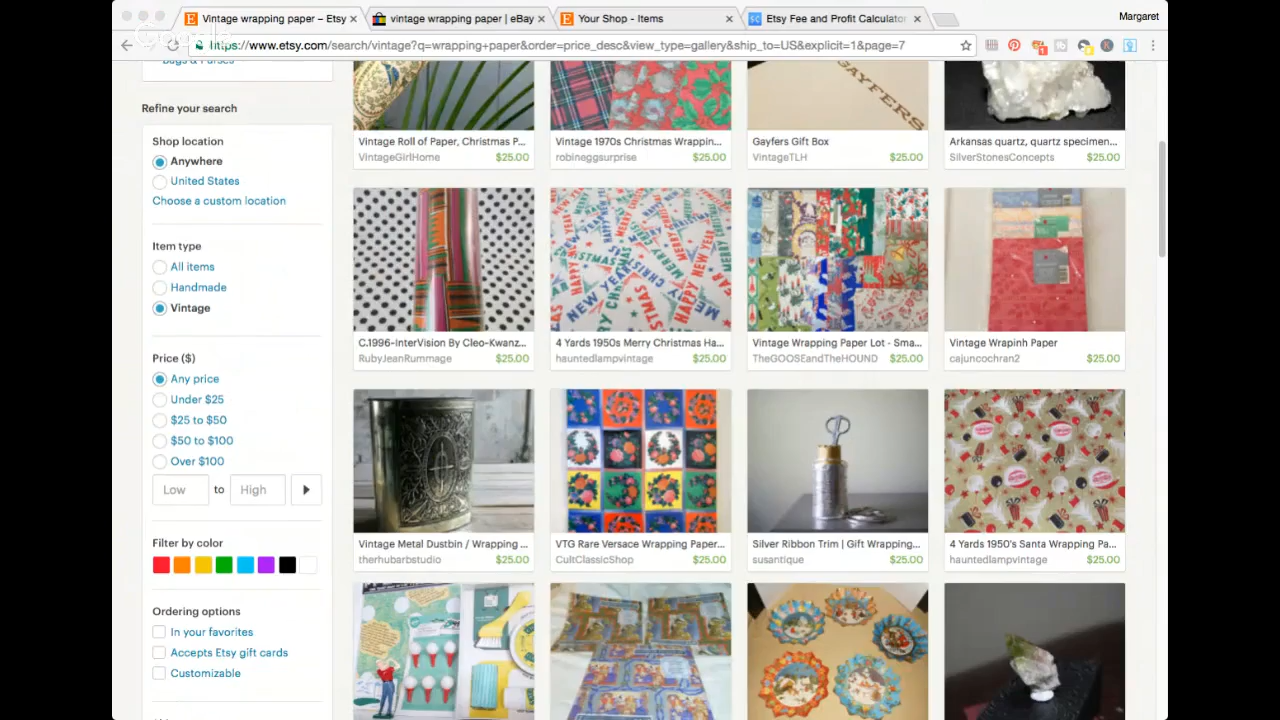 Vintage wrapping paper – Etsy
vintage wrapping paper | eBay
Your Shop - Items
Etsy Fee and Profit Calculator
Margaret
Google
https://www.etsy.com/search/vintage?q=wrapping+paper&order=price_desc&view_type=gallery&ship_to=US&explicit=1&page=7
Bags & Purses
Refine your search
Shop location
Anywhere
United States
Choose a custom location
Item type
All items
Handmade
Vintage
Price ($)
Any price
Under $25
$25 to $50
$50 to $100
Over $100
Low to High
Filter by color
Ordering options
In your favorites
Accepts Etsy gift cards
Customizable
GAYFERS
Vintage Roll of Paper, Christmas P...
VintageGirlHome $25.00
Vintage 1970s Christmas Wrappin...
robineggsurprise $25.00
Gayfers Gift Box
VintageTLH $25.00
Arkansas quartz, quartz specimen...
SilverStonesConcepts $25.00
C.1996-InterVision By Cleo-Kwanz...
RubyJeanRummage $25.00
4 Yards 1950s Merry Christmas Ha...
hauntedlampvintage $25.00
Vintage Wrapping Paper Lot - Sma...
TheGOOSEandTheHOUND $25.00
Vintage Wrapinh Paper
cajuncochran2 $25.00
Vintage Metal Dustbin / Wrapping ...
therhubarbstudio $25.00
VTG Rare Versace Wrapping Paper...
CultClassicShop $25.00
Silver Ribbon Trim | Gift Wrapping...
susantique $25.00
4 Yards 1950's Santa Wrapping Pa...
hauntedlampvintage $25.00